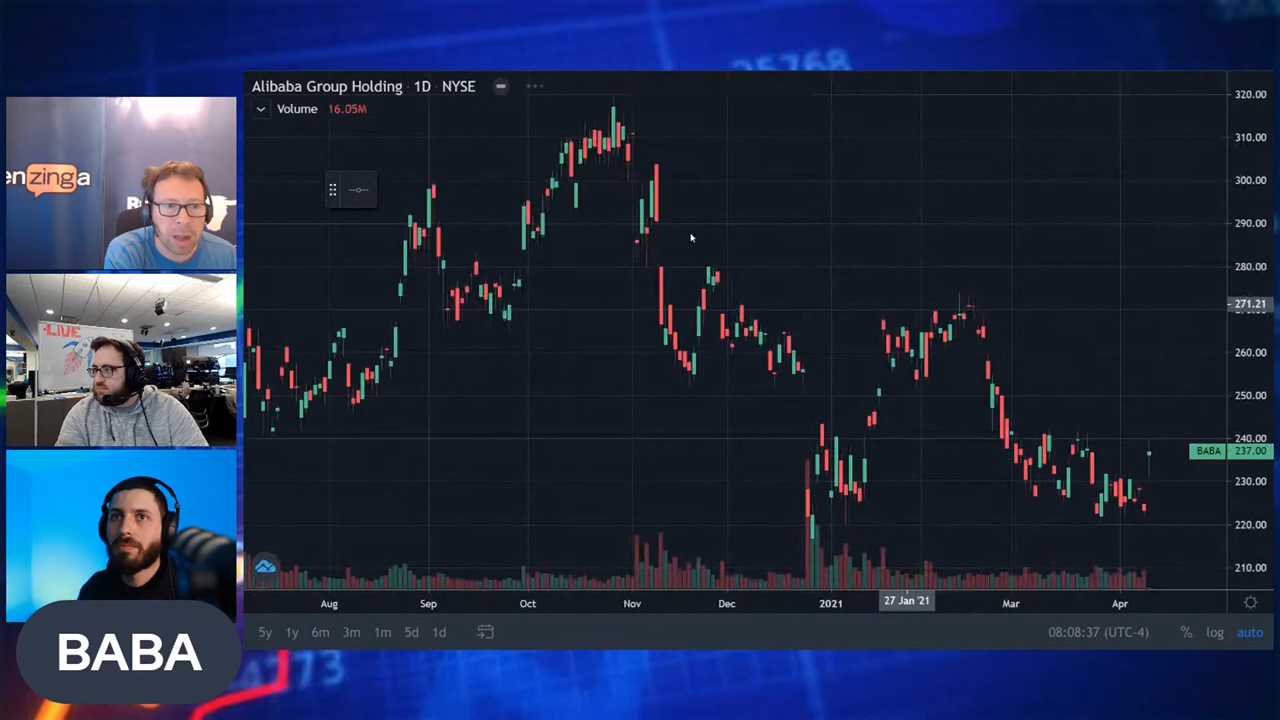 25768
Alibaba Group Holding · 1D NYSE
Volume 16.05M
320.00
310.00
300.00
290.00
280.00
271.21
260.00
250.00
240.00
BABA 237.00
230.00
220.00
210.00
enzinga
LIVE
Aug Sep Oct Nov Dec 2021 27 Jan '21 Mar Apr
5y 1y 6m 3m 1m 5d 1d
08:08:37 (UTC-4) % log auto
BABA
4773